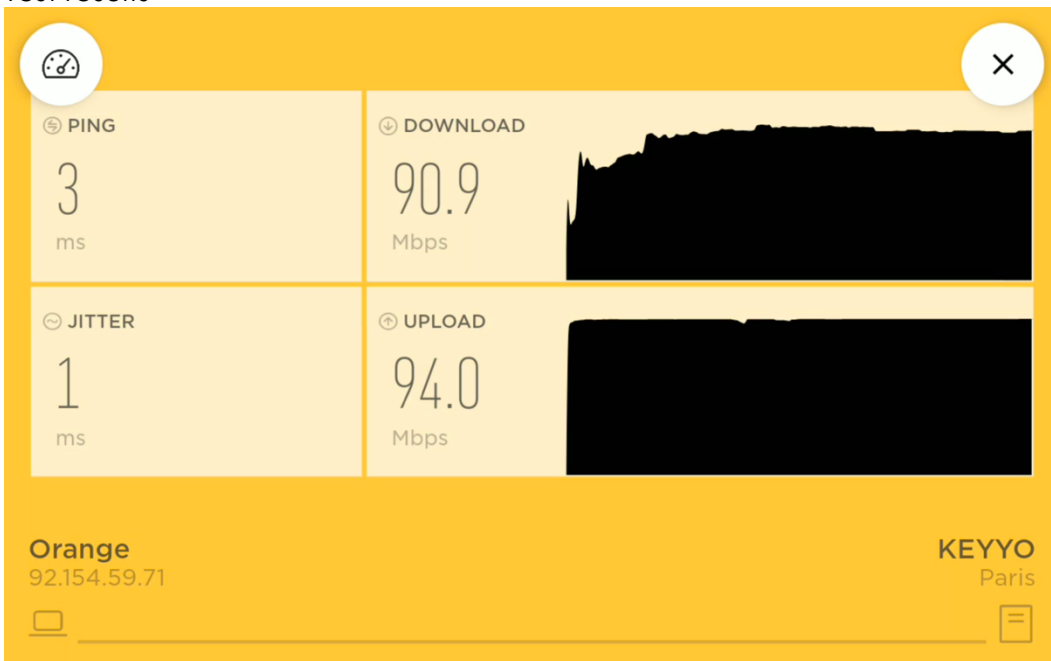 PING
3
ms
DOWNLOAD
90.9
Mbps
JITTER
1
ms
UPLOAD
94.0
Mbps
Orange
92.154.59.71
KEYYO
Paris